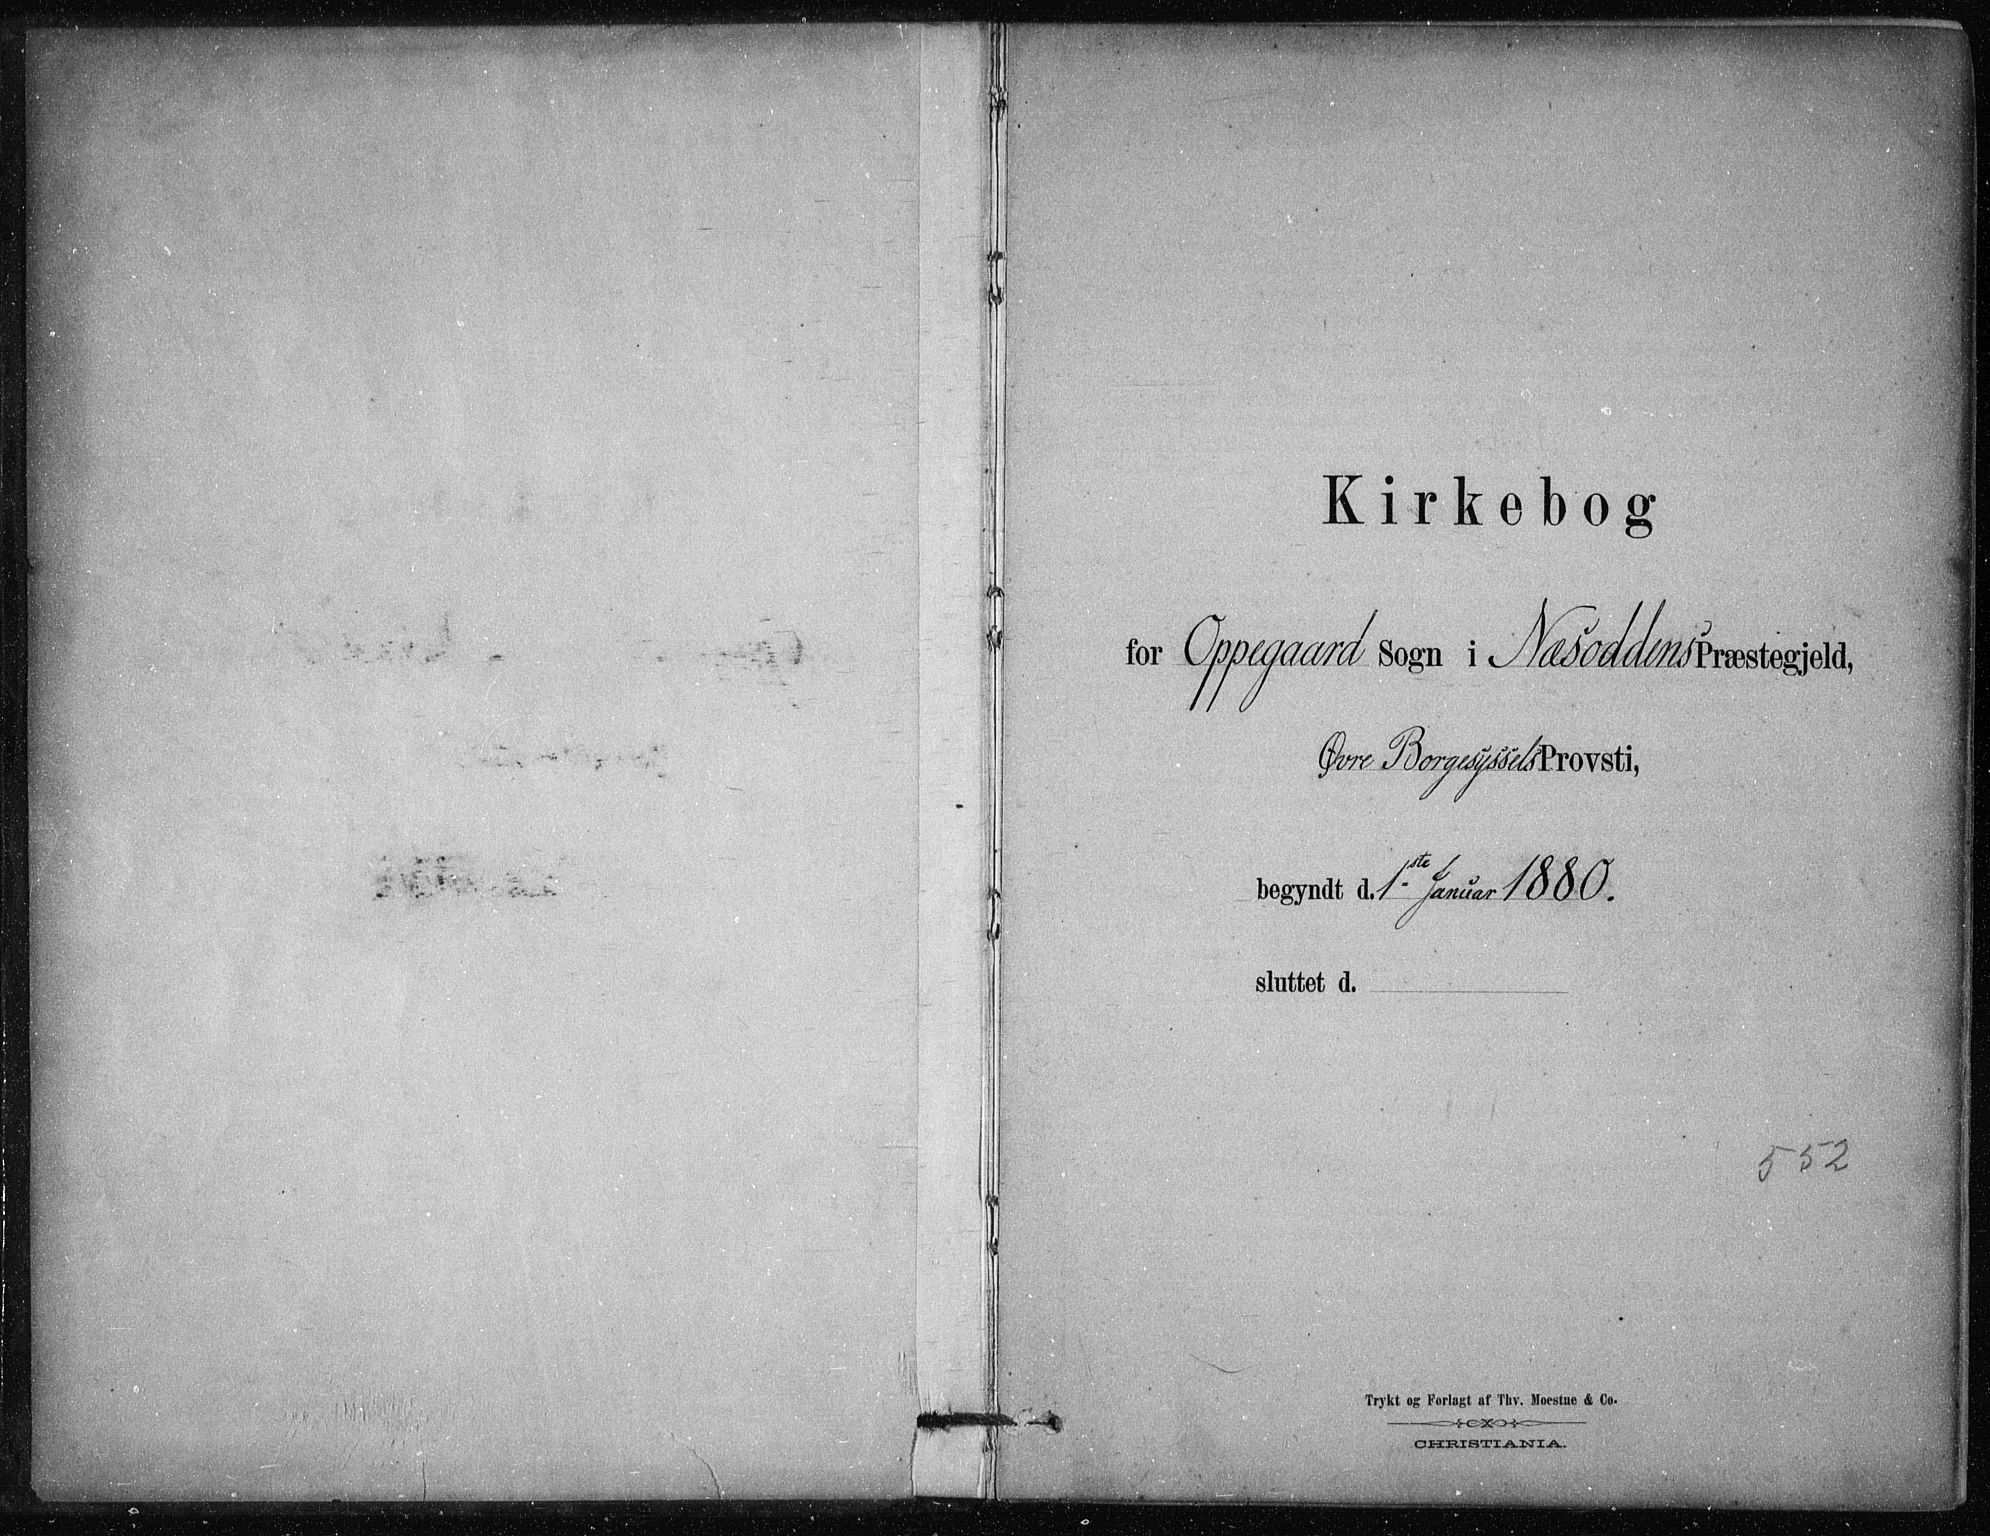 Kirkebog
for Oppegaard Sogn i Næsoddens Præstegjeld,
Øvre Borgesyssels Provsti,
begyndt d. 1ste Januar 1880.
sluttet d.
552
Trykt og Forlagt af Thv. Moestue & Co.
CHRISTIANIA.